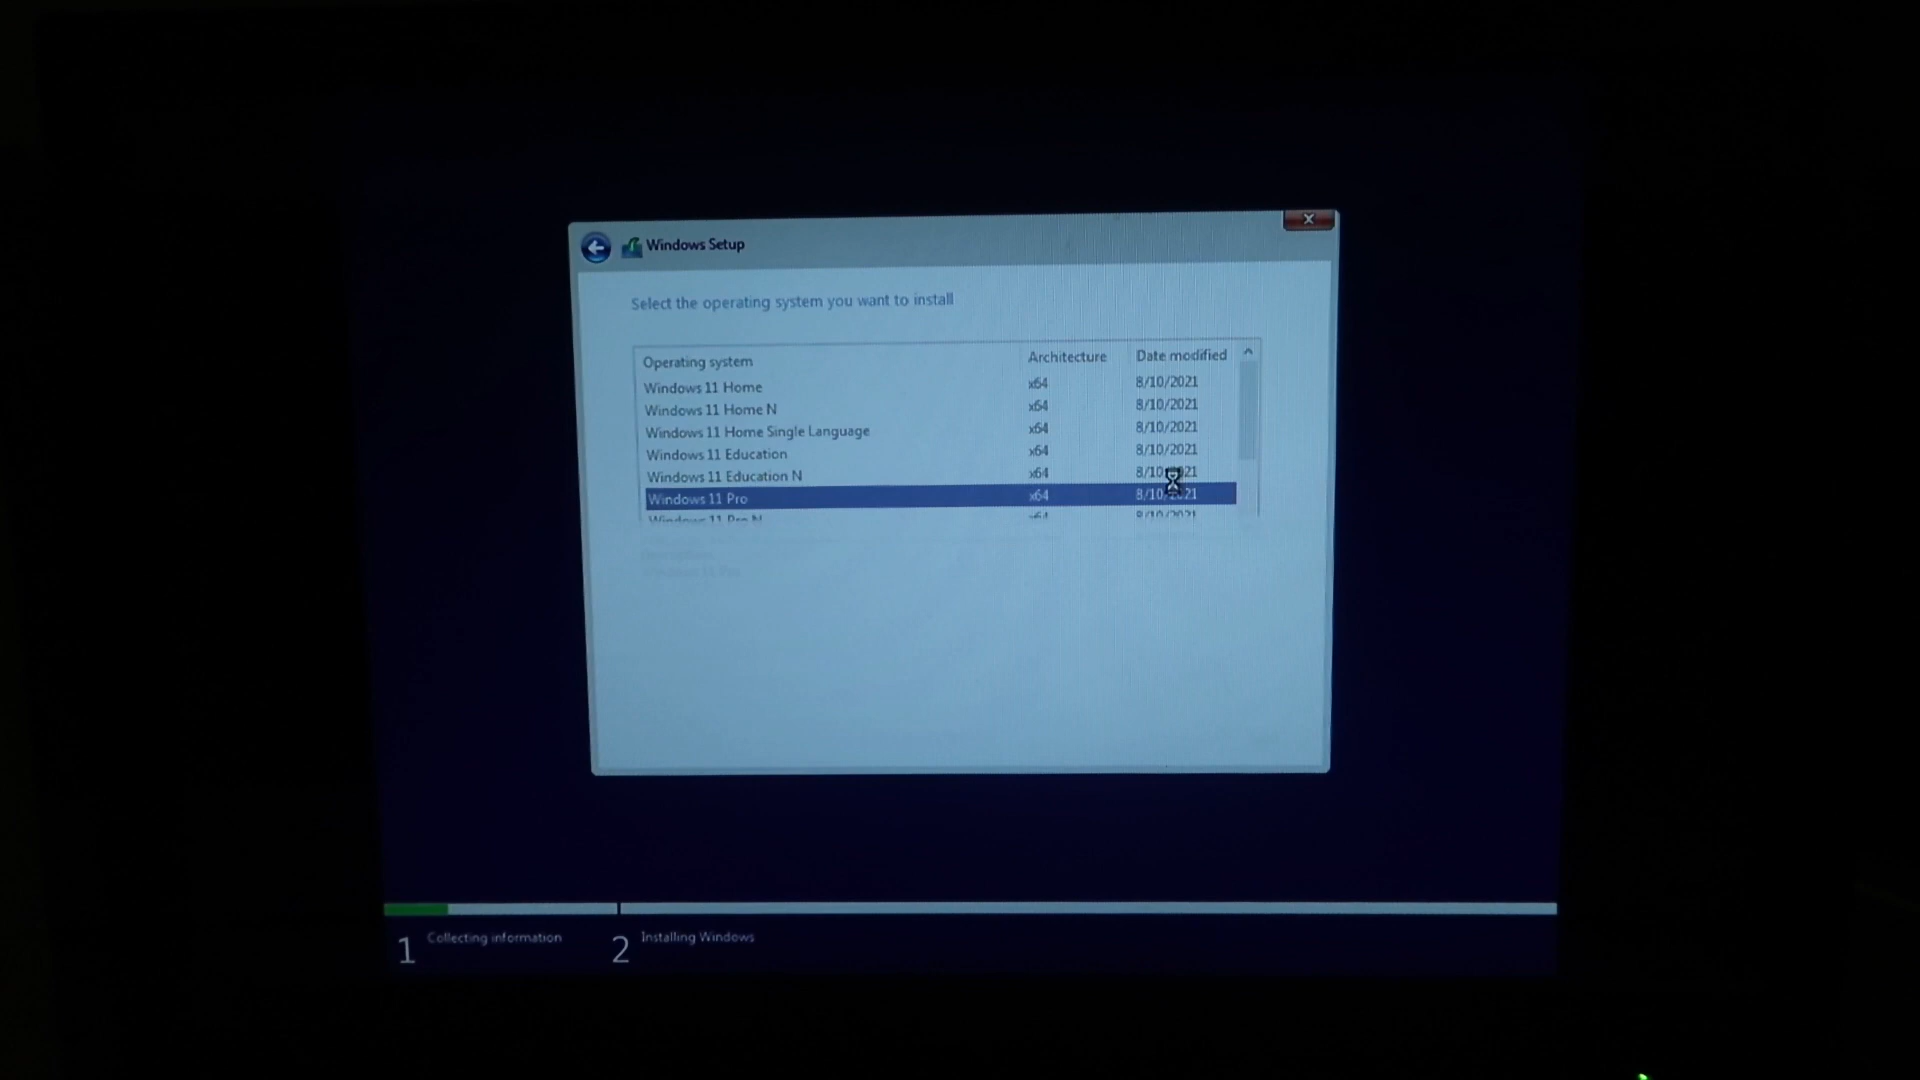 Windows Setup
Select the operating system you want to install
Operating system Architecture Date modified
Windows 11 Home x64 8/10/2021
Windows 11 Home N x64 8/10/2021
Windows 11 Home Single Language x64 8/10/2021
Windows 11 Education x64 8/10/2021
Windows 11 Education N x64 8/10/2021
Windows 11 Pro x64 8/10/2021
Windows 11 Pro N x64 8/10/2021
1 Collecting information 2 Installing Windows